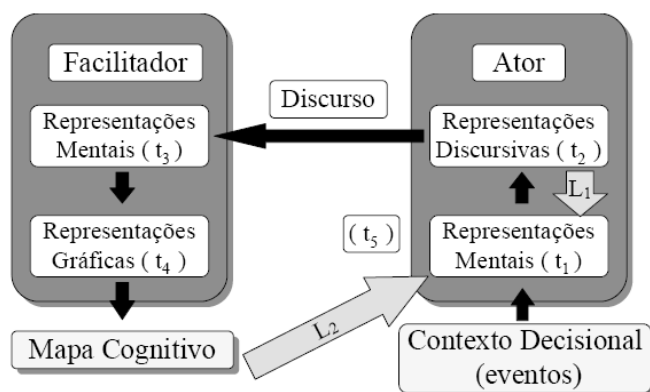 Facilitador
Representações
Mentais ( t₃ )
Representações
Gráficas ( t₄ )
Mapa Cognitivo
Discurso
( t₅ )
L₂
Ator
Representações
Discursivas ( t₂ )
L₁
Representações
Mentais ( t₁ )
Contexto Decisional
(eventos)